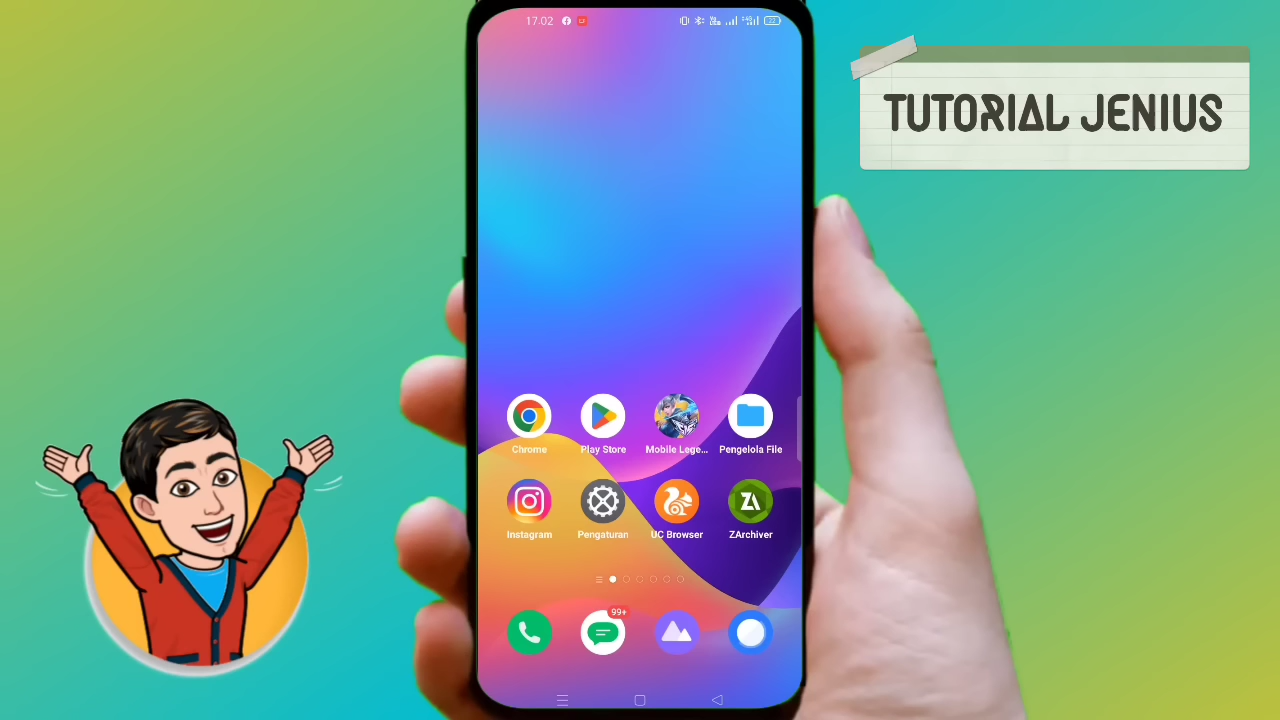 17.02
TUTORIAL JENIUS
Chrome
Play Store
Mobile Lege...
Pengelola File
Instagram
Pengaturan
UC Browser
ZArchiver
99+